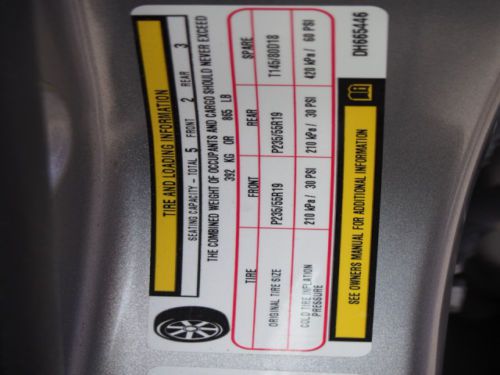 TIRE AND LOADING INFORMATION
SEATING CAPACITY - TOTAL 5 FRONT 2 REAR 3
THE COMBINED WEIGHT OF OCCUPANTS AND CARGO SHOULD NEVER EXCEED
392 KG OR 865 LB
TIRE FRONT REAR SPARE
ORIGINAL TIRE SIZE P235/55R19 P235/55R19 T145/80D18
COLD TIRE INFLATION PRESSURE 210 kPa / 30 PSI 210 kPa / 30 PSI 420 kPa / 60 PSI
SEE OWNERS MANUAL FOR ADDITIONAL INFORMATION
DH665446